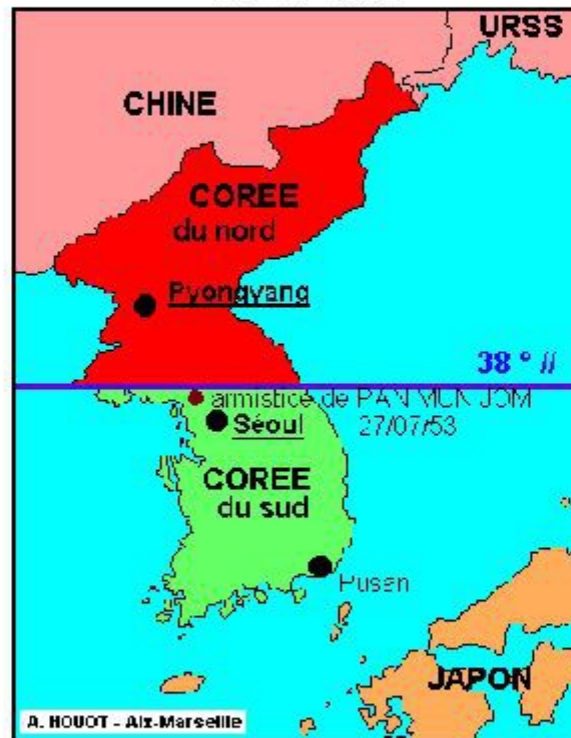 URSS
CHINE
COREE
du nord
Pyongyang
38 ° //
armistice de PAN MUN JOM
27/07/53
Séoul
COREE
du sud
Pusan
JAPON
A. HOUOT - Aix-Marseille